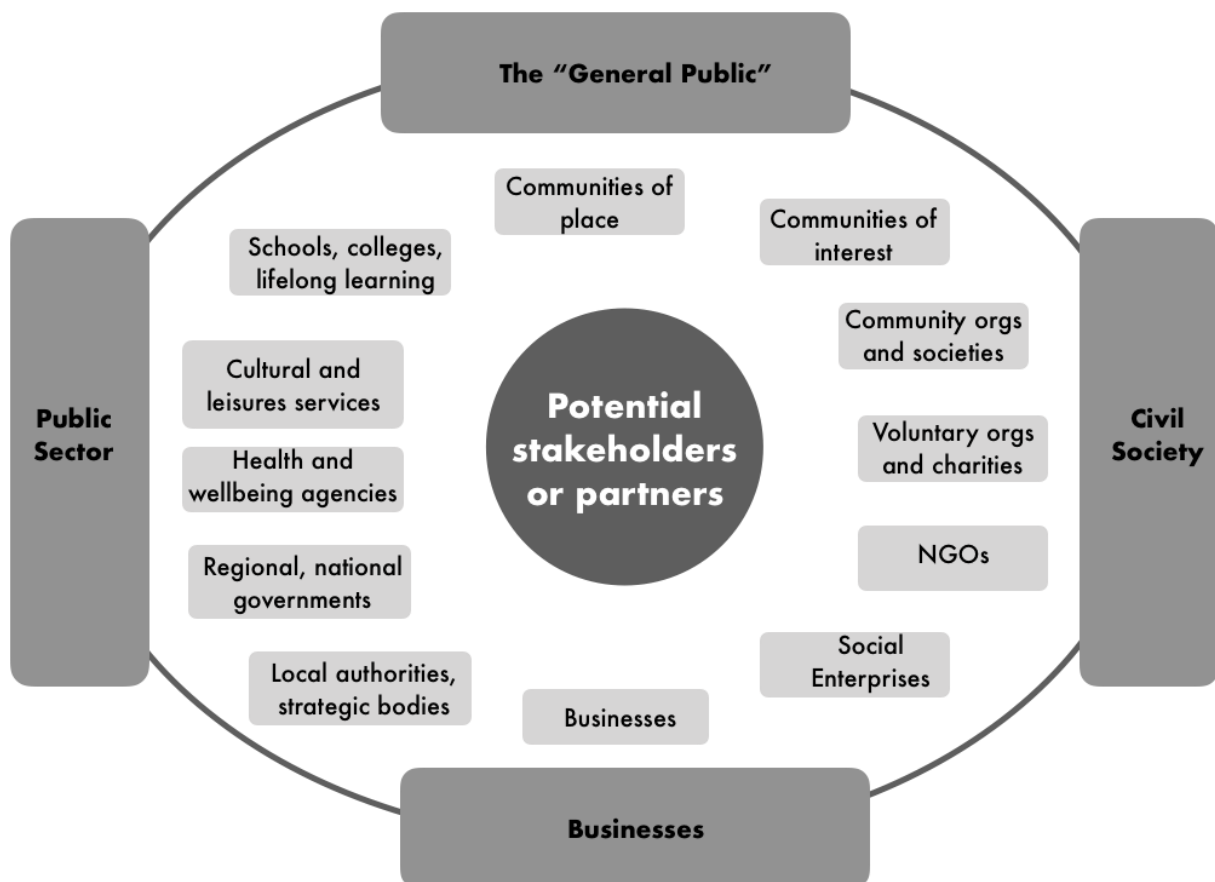 The “General Public”
Communities of
place
Communities of
interest
Schools, colleges,
lifelong learning
Community orgs
and societies
Cultural and
leisures services
Public
Sector
Potential
stakeholders
or partners
Voluntary orgs
and charities
Civil
Society
Health and
wellbeing agencies
NGOs
Regional, national
governments
Social
Enterprises
Local authorities,
strategic bodies
Businesses
Businesses